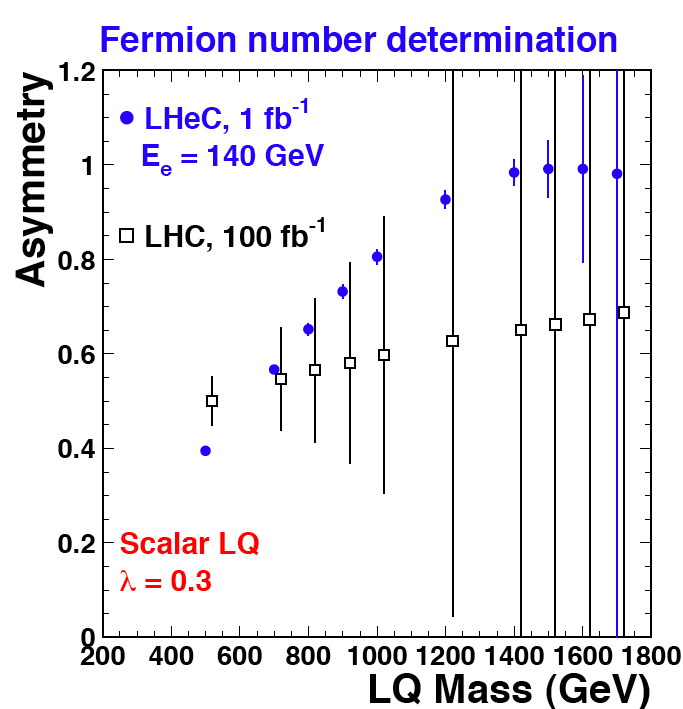 Fermion number determination
Asymmetry
1.2
1
0.8
0.6
0.4
0.2
0
LHeC, 1 fb⁻¹
Eₑ = 140 GeV
LHC, 100 fb⁻¹
Scalar LQ
λ = 0.3
200 400 600 800 1000 1200 1400 1600 1800
LQ Mass (GeV)